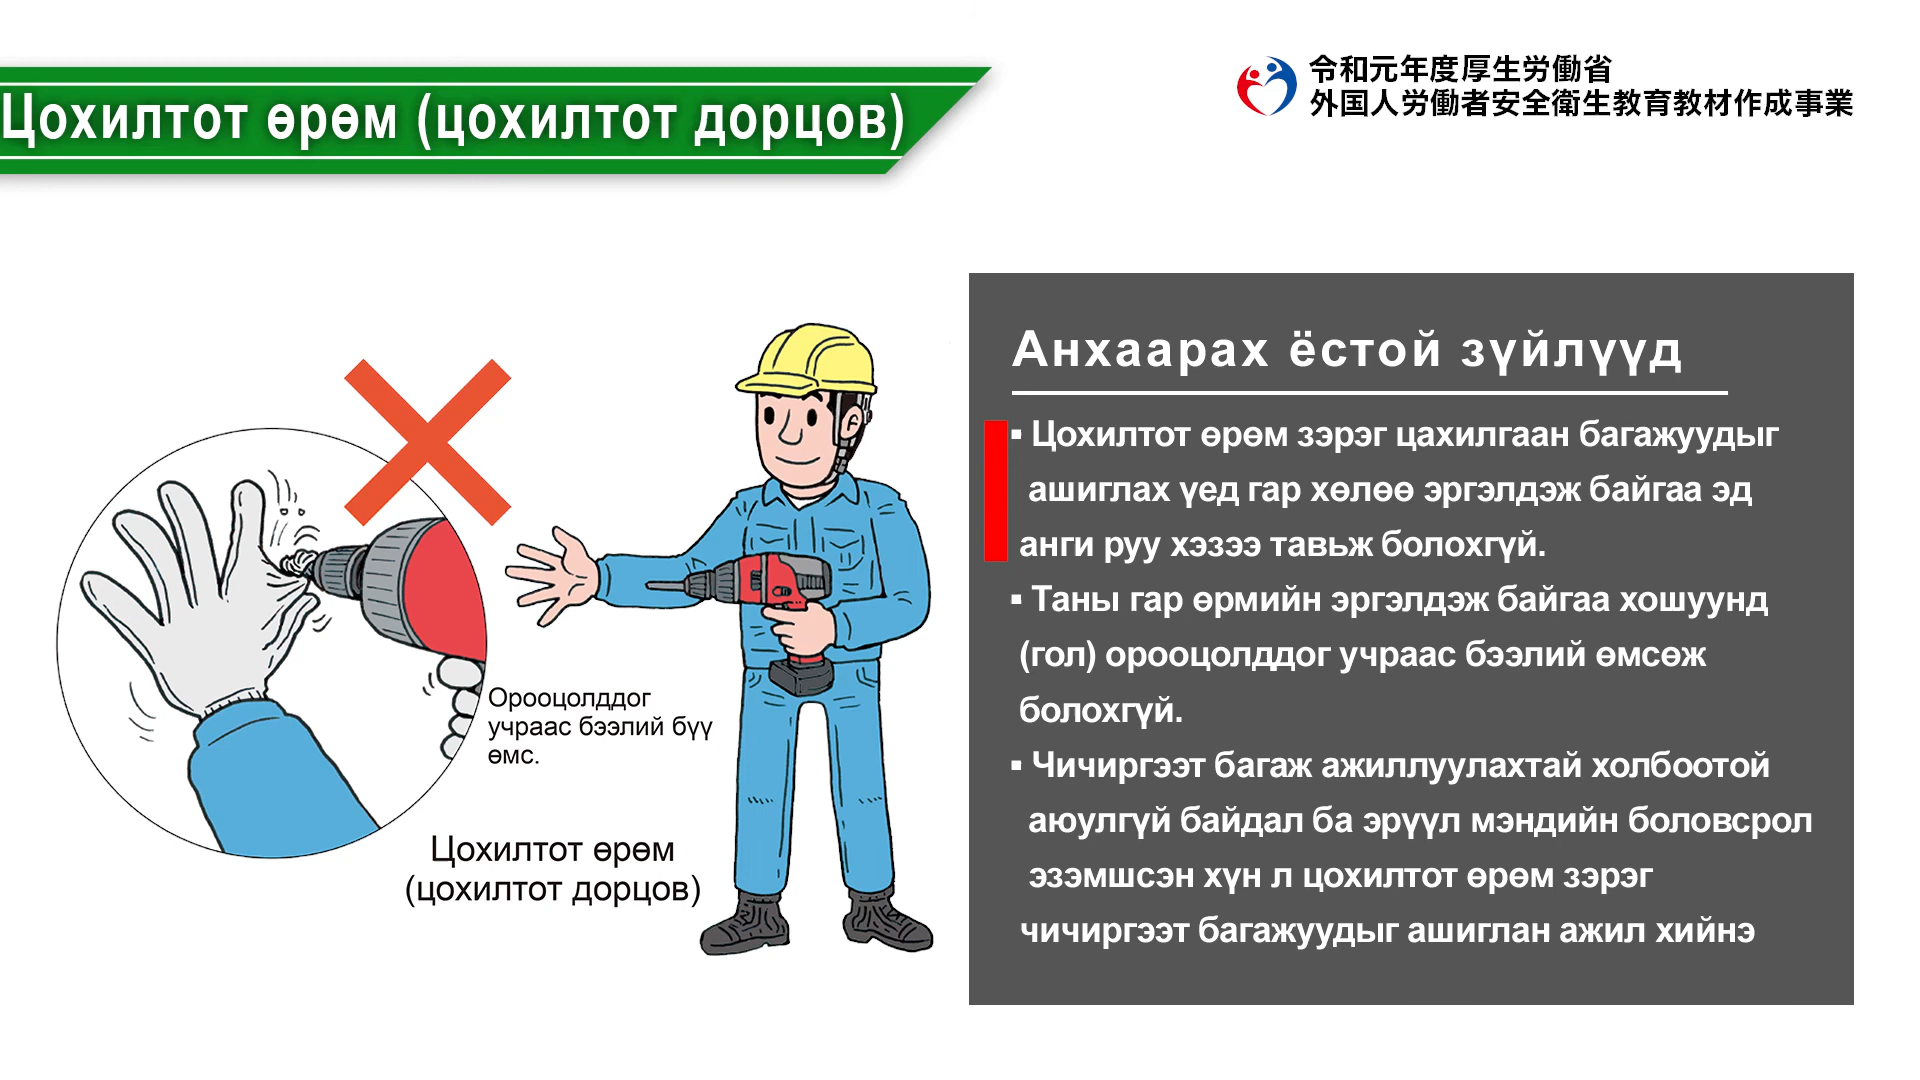 Цохилтот өрөм (цохилтот дорцов)
令和元年度厚生労働省
外国人労働者安全衛生教育教材作成事業
Орооцолддог
учраас бээлий бүү
өмс.
Цохилтот өрөм
(цохилтот дорцов)
Анхаарах ёстой зүйлүүд
▪ Цохилтот өрөм зэрэг цахилгаан багажуудыг
ашиглах үед гар хөлөө эргэлдэж байгаа эд
анги руу хэзээ тавьж болохгүй.
▪ Таны гар өрмийн эргэлдэж байгаа хошуунд
(гол) орооцолддог учраас бээлий өмсөж
болохгүй.
▪ Чичиргээт багаж ажиллуулахтай холбоотой
аюулгүй байдал ба эрүүл мэндийн боловсрол
эзэмшсэн хүн л цохилтот өрөм зэрэг
чичиргээт багажуудыг ашиглан ажил хийнэ